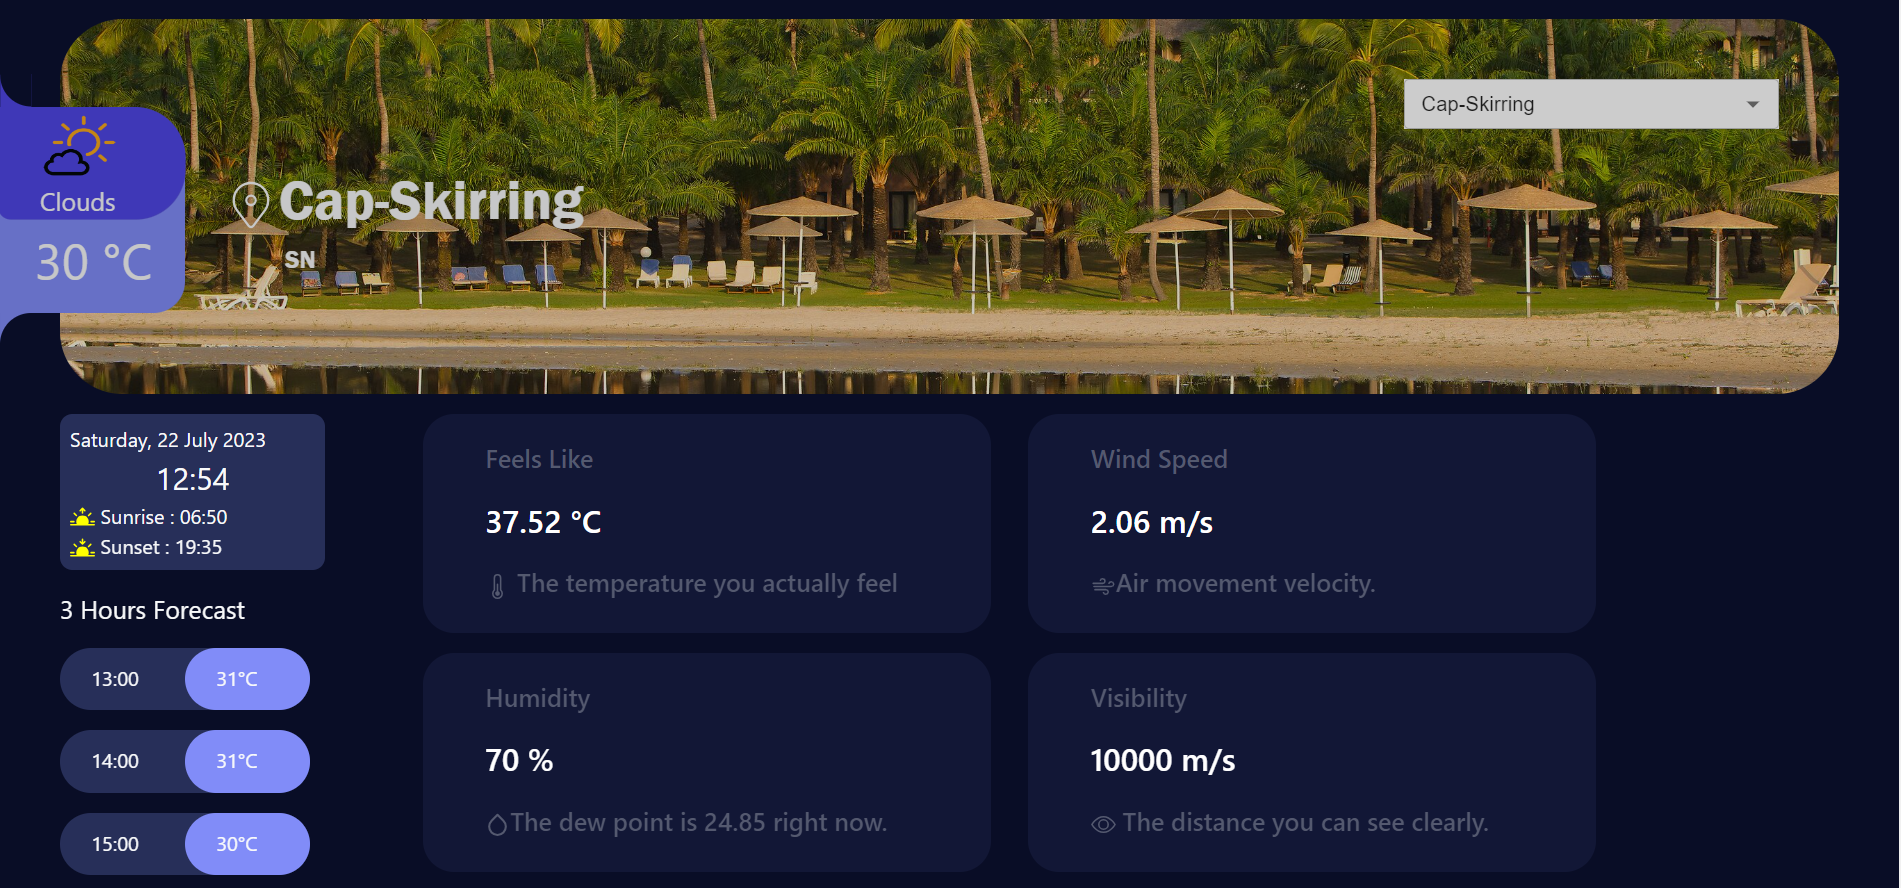 Cap-Skirring
Clouds
30 °C
Cap-Skirring
SN
Saturday, 22 July 2023
12:54
Sunrise : 06:50
Sunset : 19:35
3 Hours Forecast
13:00 31°C
14:00 31°C
15:00 30°C
Feels Like
37.52 °C
The temperature you actually feel
Wind Speed
2.06 m/s
Air movement velocity.
Humidity
70 %
The dew point is 24.85 right now.
Visibility
10000 m/s
The distance you can see clearly.